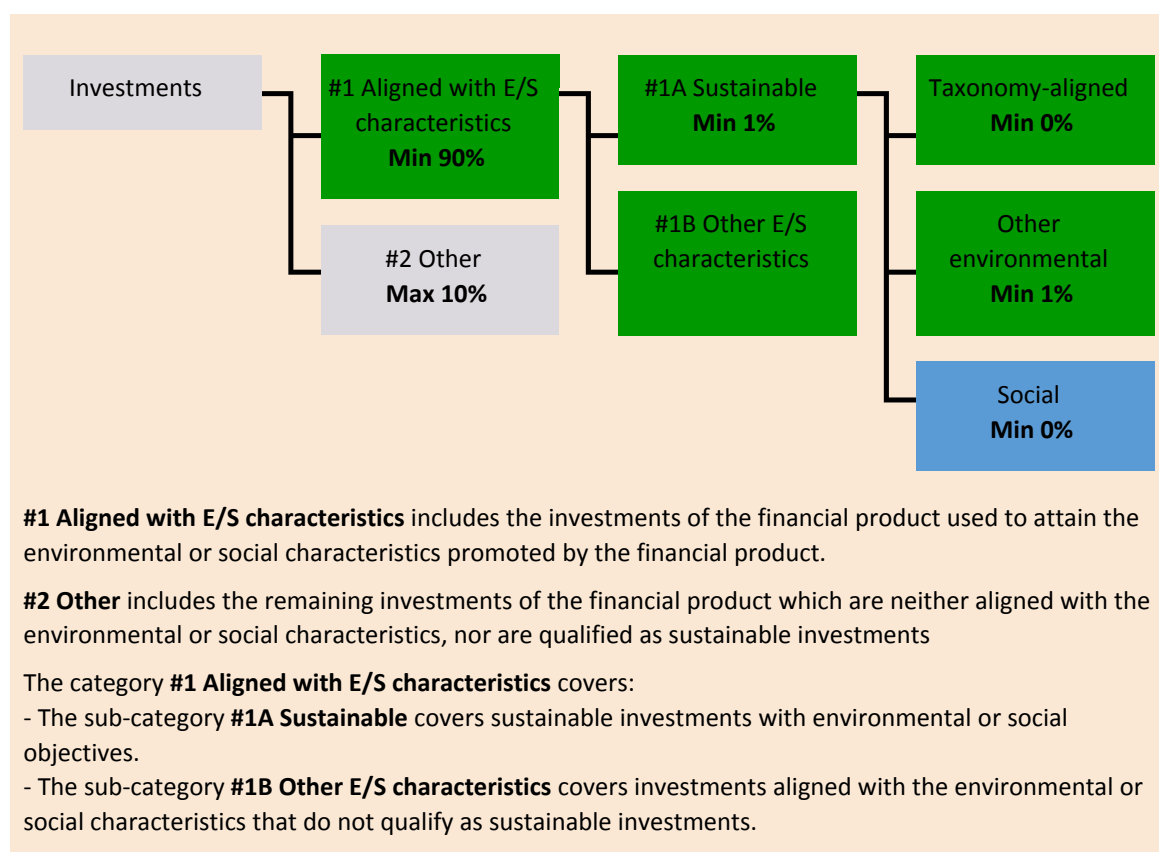 Investments
#1 Aligned with E/S
characteristics
Min 90%
#2 Other
Max 10%
#1A Sustainable
Min 1%
#1B Other E/S
characteristics
Taxonomy-aligned
Min 0%
Other
environmental
Min 1%
Social
Min 0%
#1 Aligned with E/S characteristics includes the investments of the financial product used to attain the
environmental or social characteristics promoted by the financial product.
#2 Other includes the remaining investments of the financial product which are neither aligned with the
environmental or social characteristics, nor are qualified as sustainable investments
The category #1 Aligned with E/S characteristics covers:
- The sub-category #1A Sustainable covers sustainable investments with environmental or social
objectives.
- The sub-category #1B Other E/S characteristics covers investments aligned with the environmental or
social characteristics that do not qualify as sustainable investments.